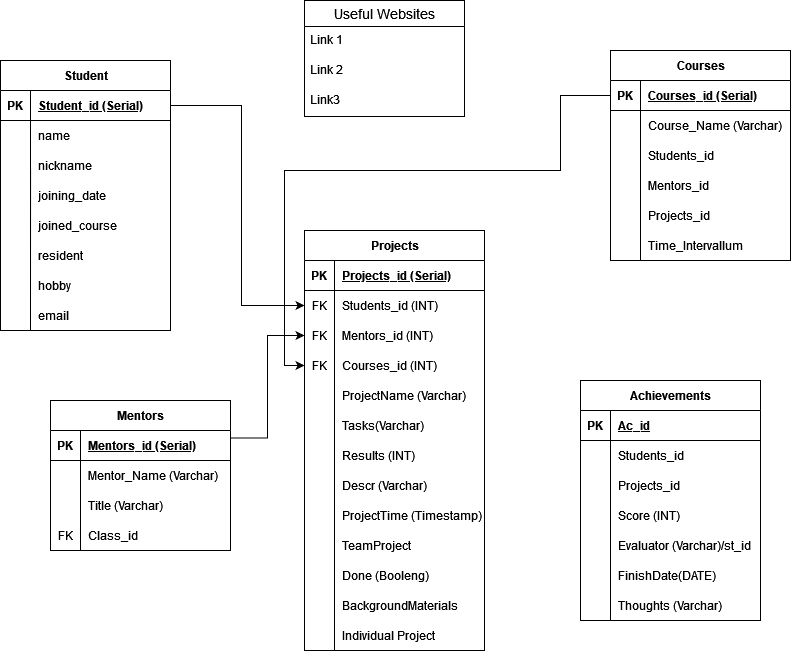 Useful Websites
Link 1
Link 2
Link3
Student
PK Student_id (Serial)
name
nickname
joining_date
joined_course
resident
hobby
email
Courses
PK Courses_id (Serial)
Course_Name (Varchar)
Students_id
Mentors_id
Projects_id
Time_Intervallum
Projects
PK Projects_id (Serial)
FK Students_id (INT)
FK Mentors_id (INT)
FK Courses_id (INT)
ProjectName (Varchar)
Tasks(Varchar)
Results (INT)
Descr (Varchar)
ProjectTime (Timestamp)
TeamProject
Done (Booleng)
BackgroundMaterials
Individual Project
Mentors
PK Mentors_id (Serial)
Mentor_Name (Varchar)
Title (Varchar)
FK Class_id
Achievements
PK Ac_id
Students_id
Projects_id
Score (INT)
Evaluator (Varchar)/st_id
FinishDate(DATE)
Thoughts (Varchar)